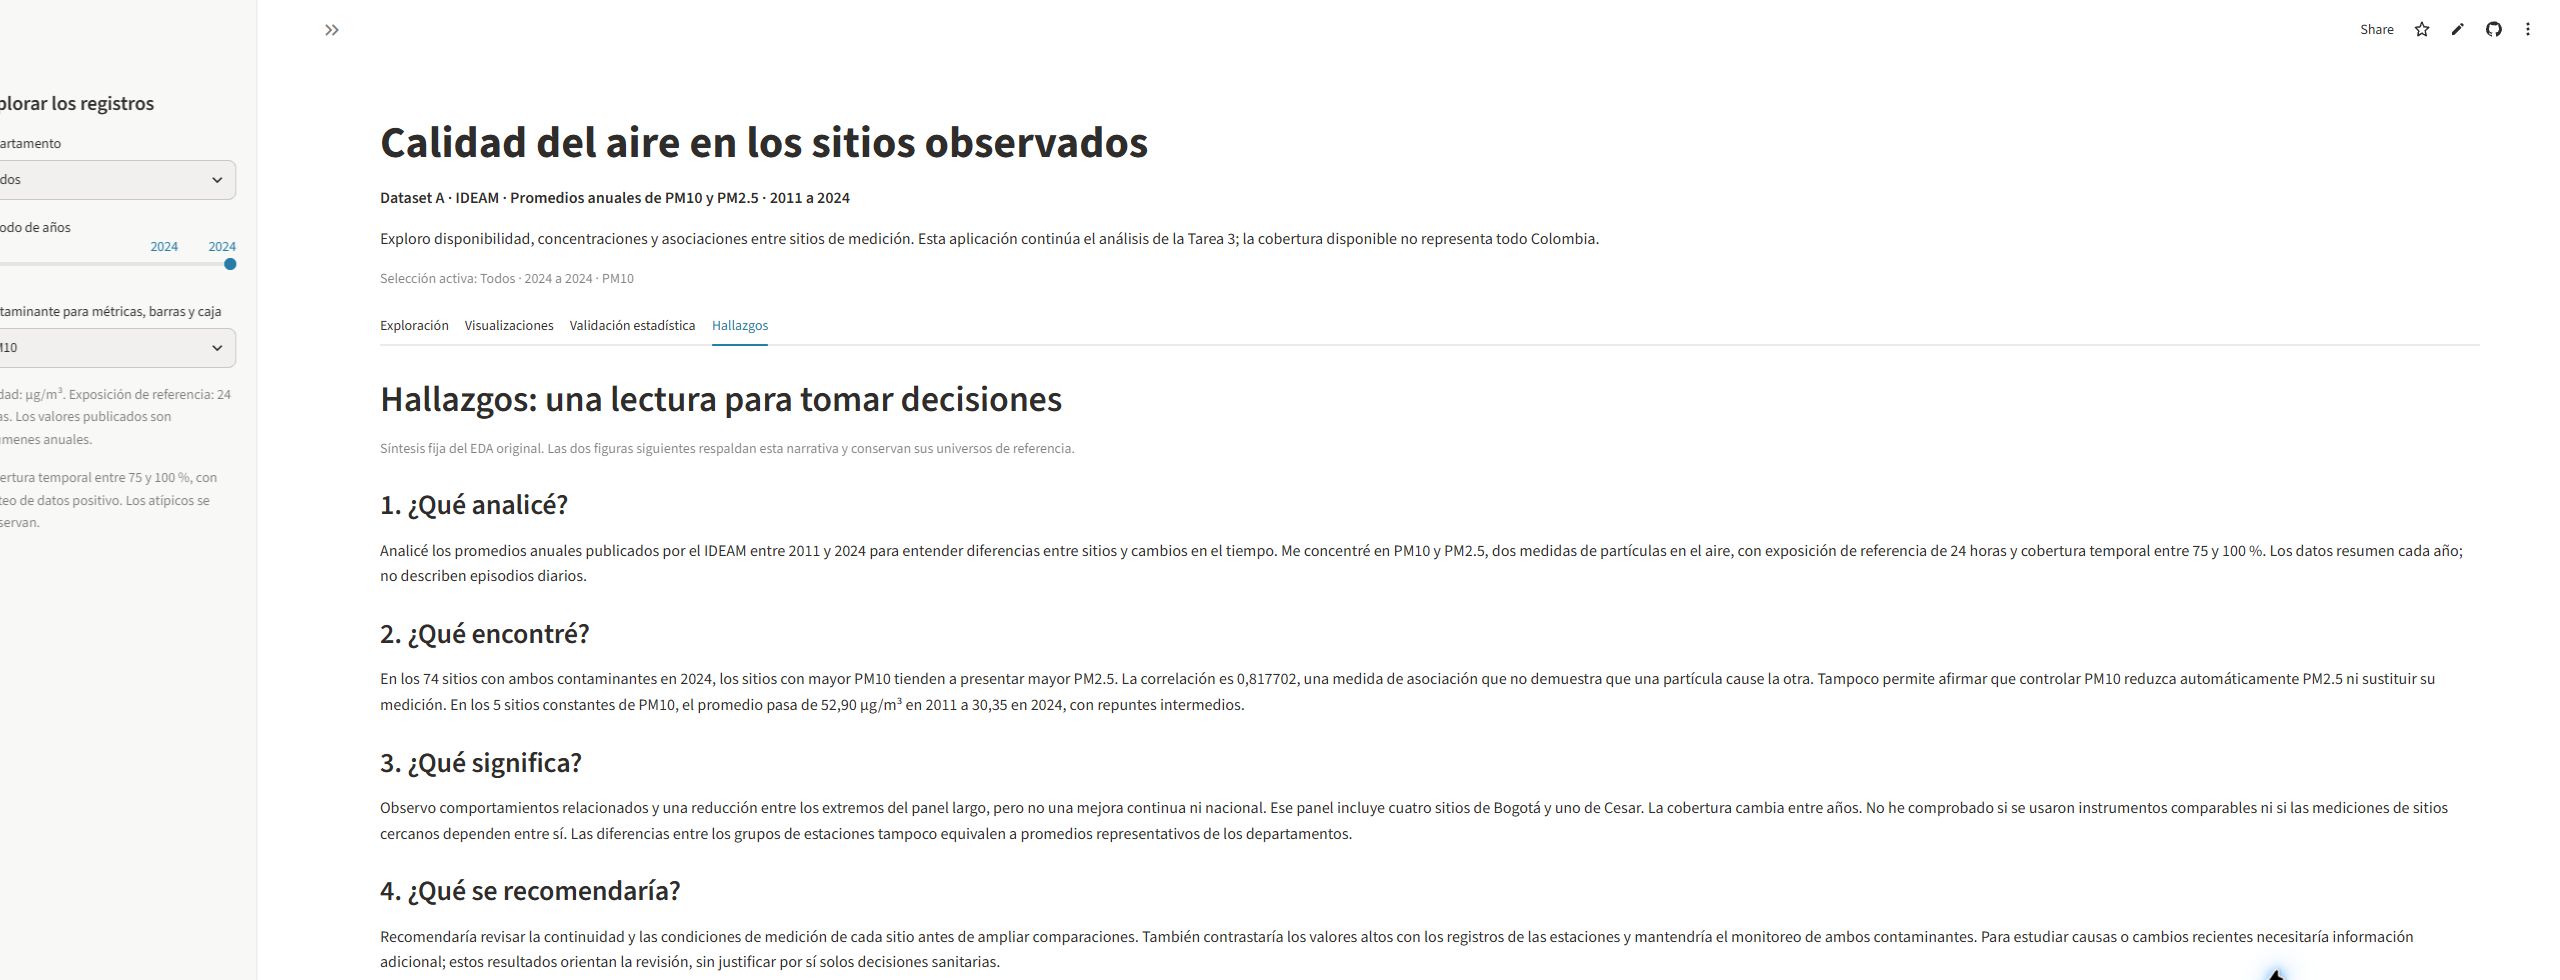 Share
plorar los registros
artamento
dos
odo de años
2024 2024
taminante para métricas, barras y caja
M10
dad: µg/m³. Exposición de referencia: 24
as. Los valores publicados son
úmenes anuales.
ertura temporal entre 75 y 100 %, con
teo de datos positivo. Los atípicos se
servan.
Calidad del aire en los sitios observados
Dataset A · IDEAM · Promedios anuales de PM10 y PM2.5 · 2011 a 2024
Exploro disponibilidad, concentraciones y asociaciones entre sitios de medición. Esta aplicación continúa el análisis de la Tarea 3; la cobertura disponible no representa todo Colombia.
Selección activa: Todos · 2024 a 2024 · PM10
Exploración Visualizaciones Validación estadística Hallazgos
Hallazgos: una lectura para tomar decisiones
Síntesis fija del EDA original. Las dos figuras siguientes respaldan esta narrativa y conservan sus universos de referencia.
1. ¿Qué analicé?
Analicé los promedios anuales publicados por el IDEAM entre 2011 y 2024 para entender diferencias entre sitios y cambios en el tiempo. Me concentré en PM10 y PM2.5, dos medidas de partículas en el aire, con exposición de referencia de 24 horas y cobertura temporal entre 75 y 100 %. Los datos resumen cada año;
no describen episodios diarios.
2. ¿Qué encontré?
En los 74 sitios con ambos contaminantes en 2024, los sitios con mayor PM10 tienden a presentar mayor PM2.5. La correlación es 0,817702, una medida de asociación que no demuestra que una partícula cause la otra. Tampoco permite afirmar que controlar PM10 reduzca automáticamente PM2.5 ni sustituir su
medición. En los 5 sitios constantes de PM10, el promedio pasa de 52,90 µg/m³ en 2011 a 30,35 en 2024, con repuntes intermedios.
3. ¿Qué significa?
Observo comportamientos relacionados y una reducción entre los extremos del panel largo, pero no una mejora continua ni nacional. Ese panel incluye cuatro sitios de Bogotá y uno de Cesar. La cobertura cambia entre años. No he comprobado si se usaron instrumentos comparables ni si las mediciones de sitios
cercanos dependen entre sí. Las diferencias entre los grupos de estaciones tampoco equivalen a promedios representativos de los departamentos.
4. ¿Qué se recomendaría?
Recomendaría revisar la continuidad y las condiciones de medición de cada sitio antes de ampliar comparaciones. También contrastaría los valores altos con los registros de las estaciones y mantendría el monitoreo de ambos contaminantes. Para estudiar causas o cambios recientes necesitaría información
adicional; estos resultados orientan la revisión, sin justificar por sí solos decisiones sanitarias.